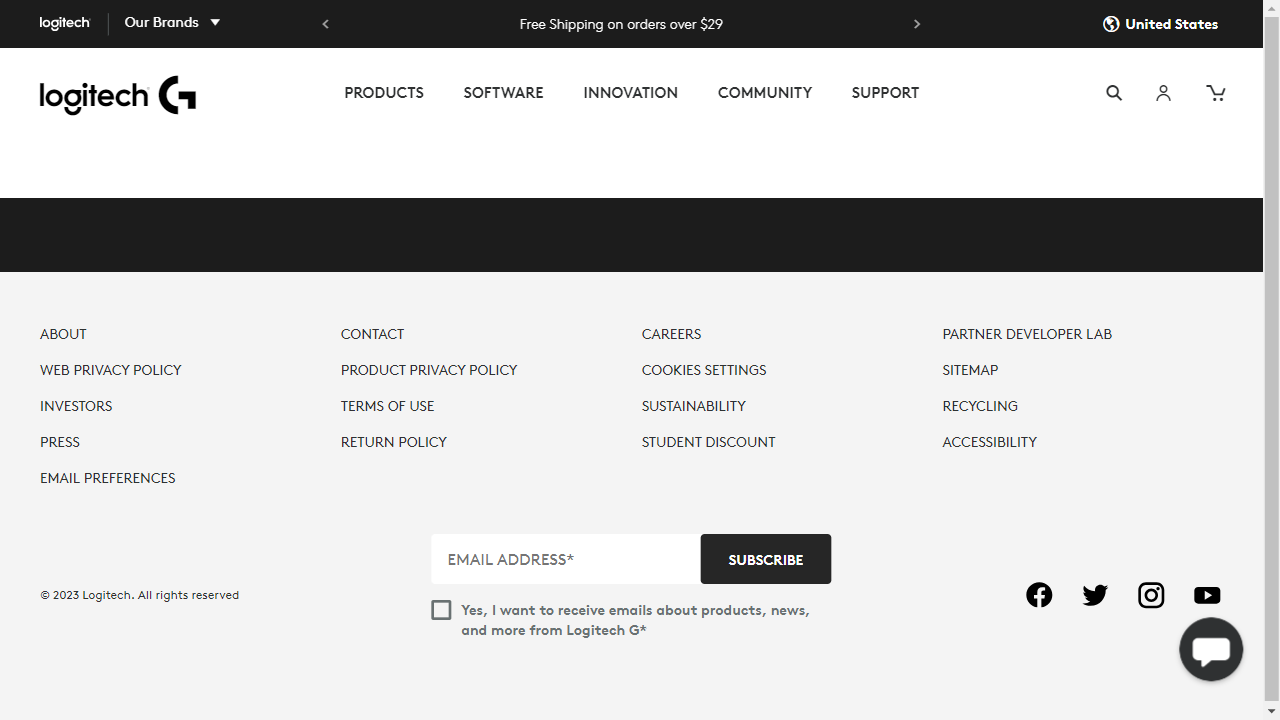 logitech
Our Brands
Free Shipping on orders over $29
United States
logitech G
PRODUCTS
SOFTWARE
INNOVATION
COMMUNITY
SUPPORT
ABOUT
CONTACT
CAREERS
PARTNER DEVELOPER LAB
WEB PRIVACY POLICY
PRODUCT PRIVACY POLICY
COOKIES SETTINGS
SITEMAP
INVESTORS
TERMS OF USE
SUSTAINABILITY
RECYCLING
PRESS
RETURN POLICY
STUDENT DISCOUNT
ACCESSIBILITY
EMAIL PREFERENCES
EMAIL ADDRESS*
SUBSCRIBE
© 2023 Logitech. All rights reserved
Yes, I want to receive emails about products, news,
and more from Logitech G*